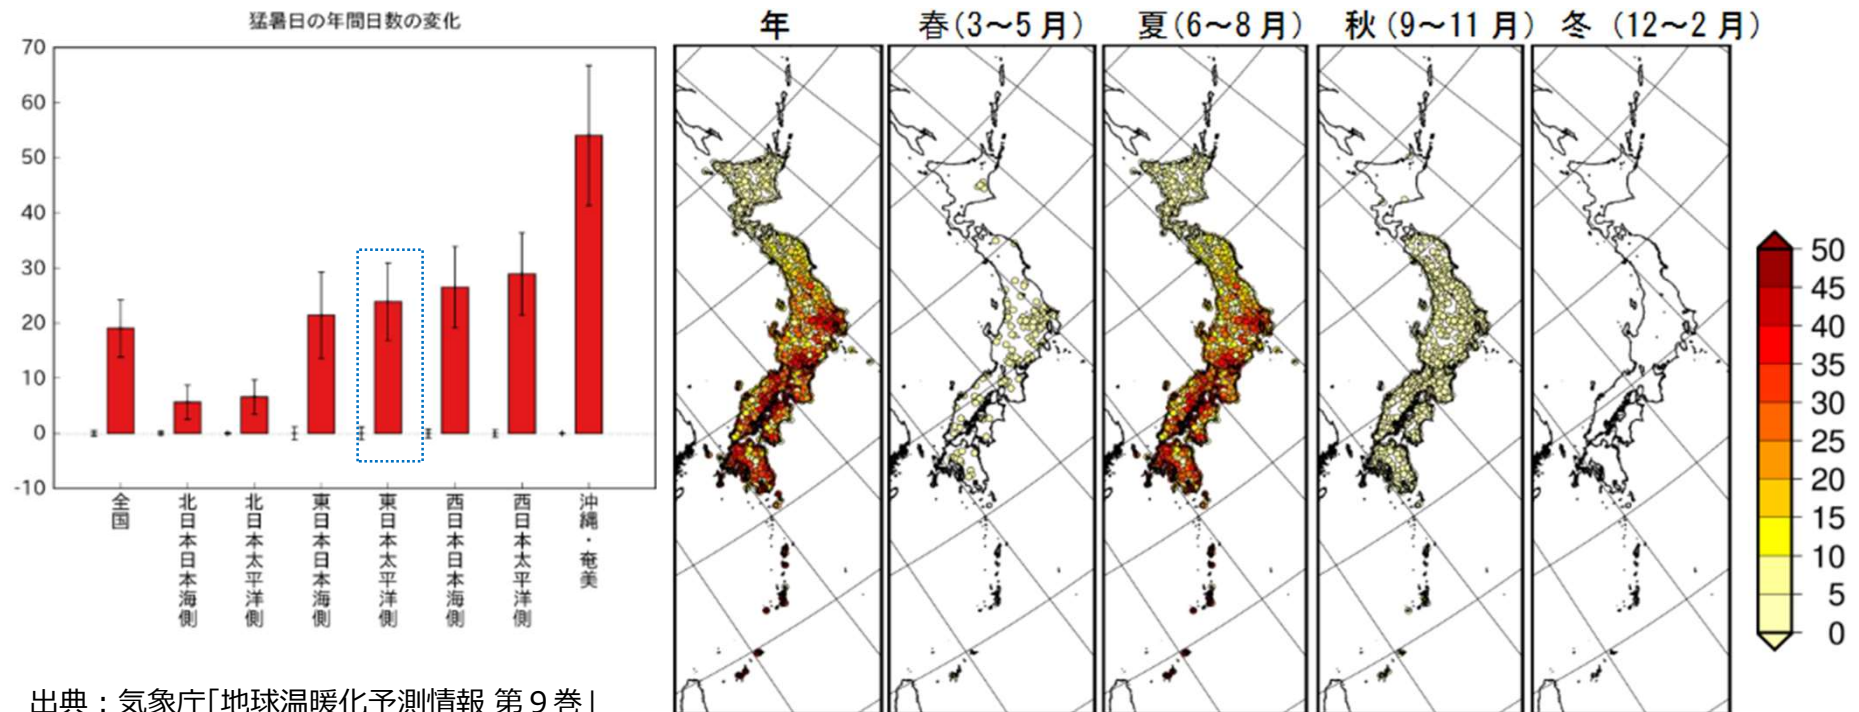 猛暑日の年間日数の変化
70
60
50
40
30
20
10
0
-10
全国
北日本日本海側
北日本太平洋側
東日本日本海側
東日本太平洋側
西日本日本海側
西日本太平洋側
沖縄・奄美
出典：気象庁｢地球温暖化予測情報 第９巻｣
年
春(3～5月)
夏(6～8月)
秋(9～11月)
冬 (12～2月)
50
45
40
35
30
25
20
15
10
5
0